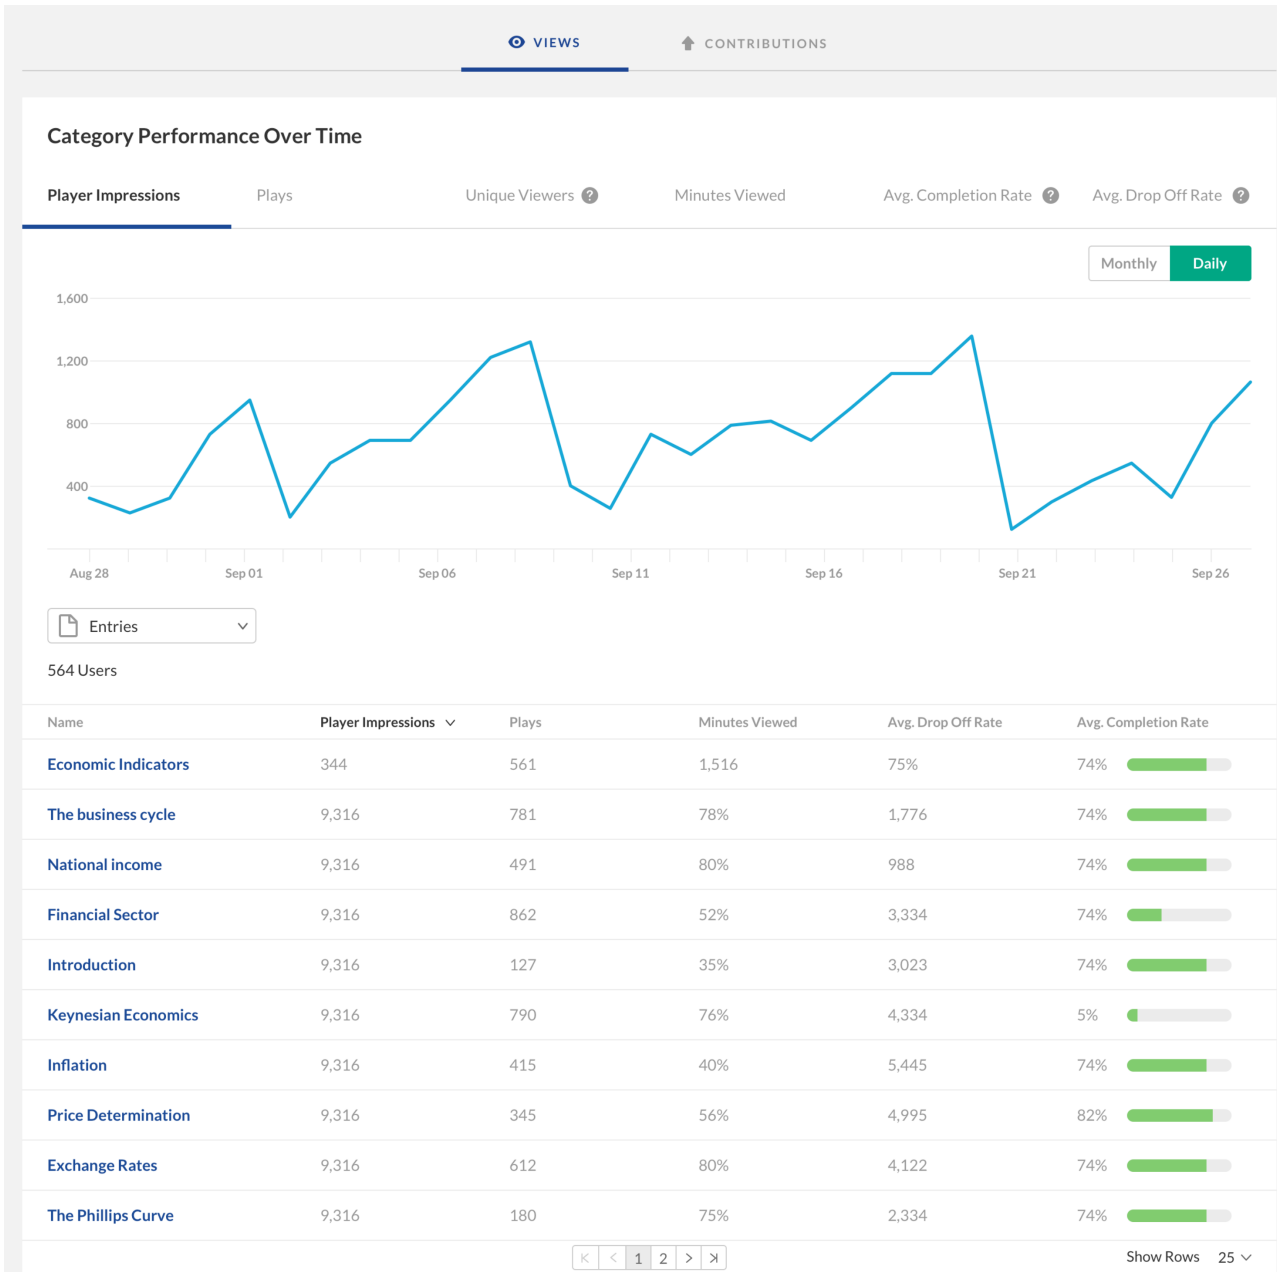 VIEWS CONTRIBUTIONS
Category Performance Over Time
Player Impressions Plays Unique Viewers ? Minutes Viewed Avg. Completion Rate ? Avg. Drop Off Rate ?
Monthly Daily
1,600
1,200
800
400
Aug 28 Sep 01 Sep 06 Sep 11 Sep 16 Sep 21 Sep 26
Entries
564 Users
Name Player Impressions Plays Minutes Viewed Avg. Drop Off Rate Avg. Completion Rate
Economic Indicators 344 561 1,516 75% 74%
The business cycle 9,316 781 78% 1,776 74%
National income 9,316 491 80% 988 74%
Financial Sector 9,316 862 52% 3,334 74%
Introduction 9,316 127 35% 3,023 74%
Keynesian Economics 9,316 790 76% 4,334 5%
Inflation 9,316 415 40% 5,445 74%
Price Determination 9,316 345 56% 4,995 82%
Exchange Rates 9,316 612 80% 4,122 74%
The Phillips Curve 9,316 180 75% 2,334 74%
1 2 Show Rows 25